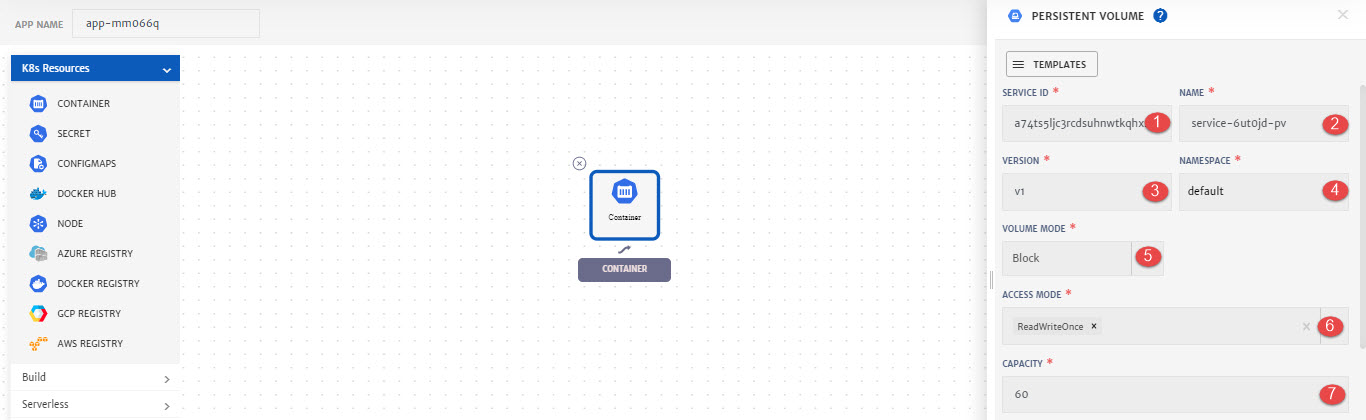 APP NAME app-mm066q
K8s Resources
CONTAINER
SECRET
CONFIGMAPS
DOCKER HUB
NODE
AZURE REGISTRY
DOCKER REGISTRY
GCP REGISTRY
AWS REGISTRY
Build
Serverless
Container
CONTAINER
PERSISTENT VOLUME ?
TEMPLATES
SERVICE ID * NAME *
a74ts5ljc3rcdsuhnwtkqhx 1 service-6ut0jd-pv 2
VERSION * NAMESPACE *
v1 3 default 4
VOLUME MODE *
Block 5
ACCESS MODE *
ReadWriteOnce × × 6
CAPACITY *
60 7